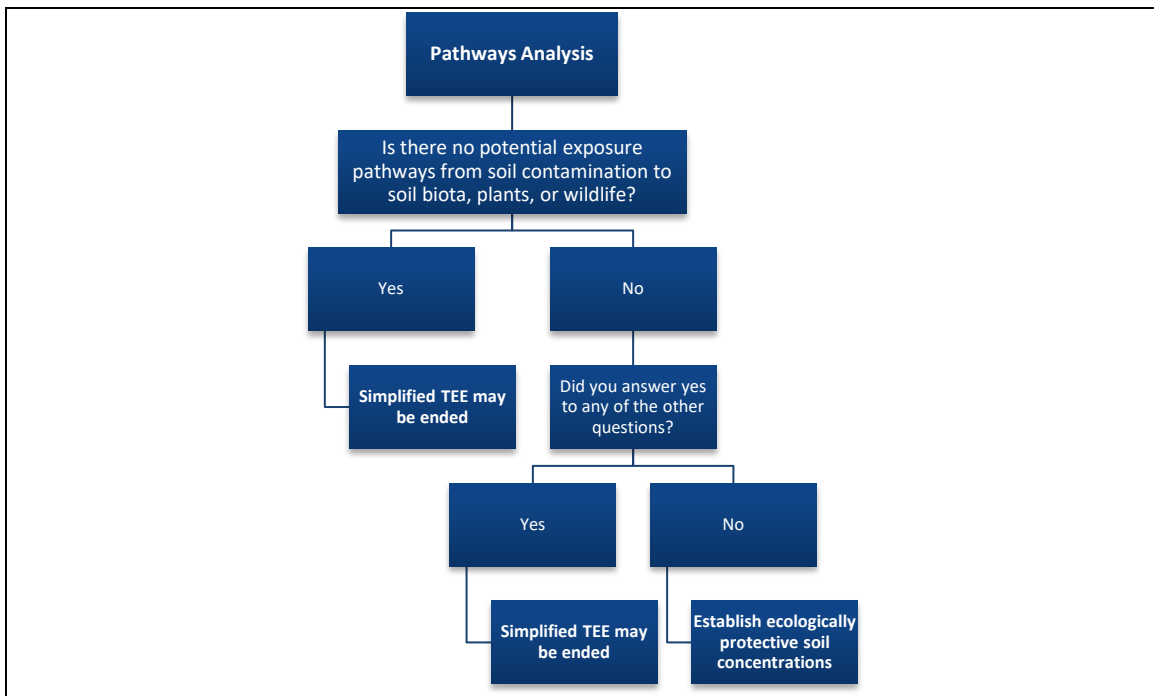 Pathways Analysis
Is there no potential exposure
pathways from soil contamination to
soil biota, plants, or wildlife?
Yes
No
Simplified TEE may
be ended
Did you answer yes
to any of the other
questions?
Yes
No
Simplified TEE may
be ended
Establish ecologically
protective soil
concentrations